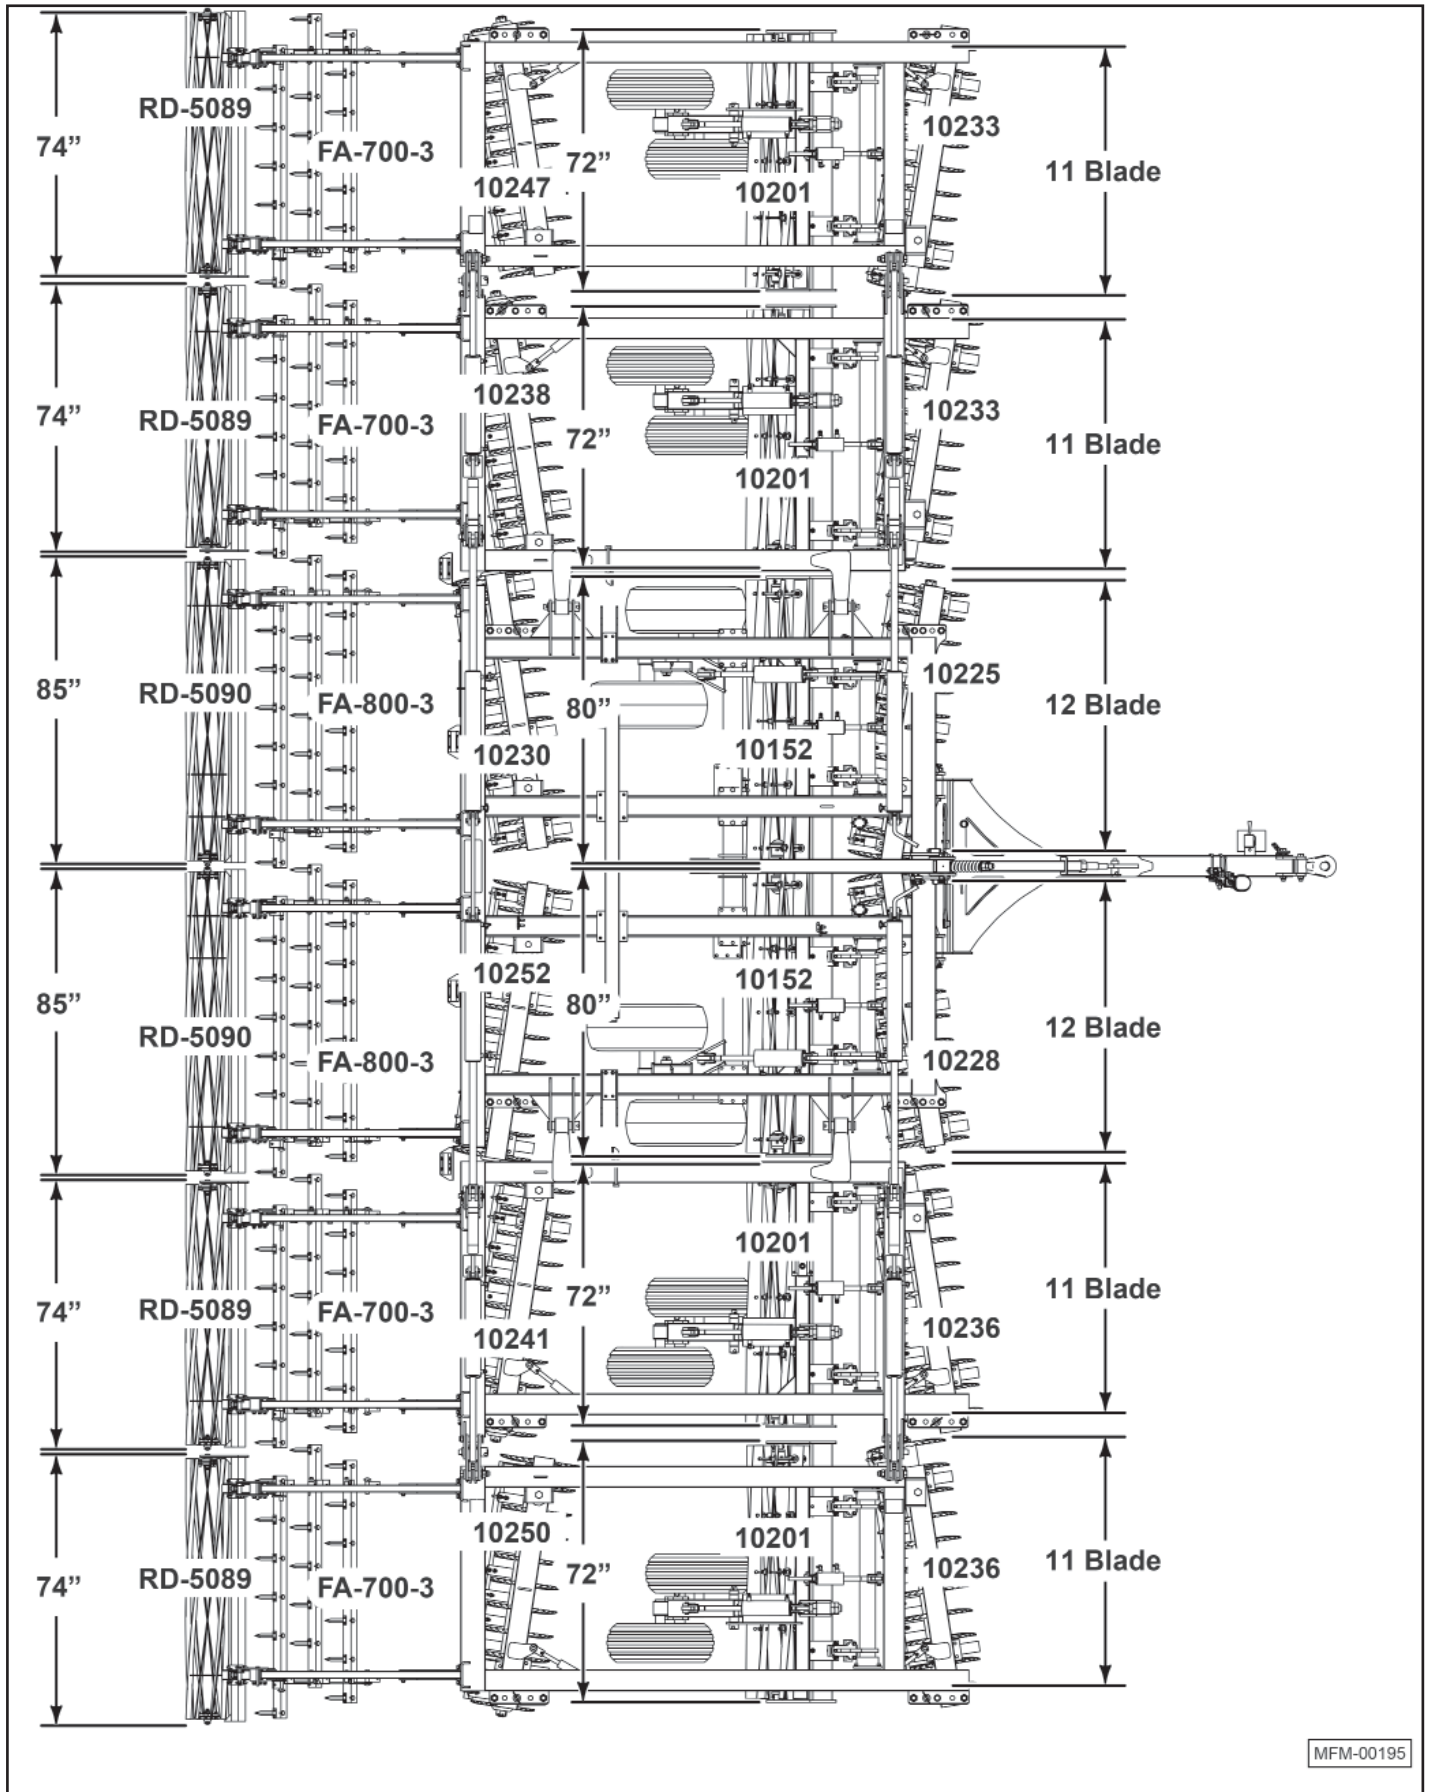 RD-5089
10233
74”
FA-700-3
72”
11 Blade
10247
10201
10238
10233
74”
RD-5089
FA-700-3
72”
11 Blade
10201
10225
85”
RD-5090
FA-800-3
80”
12 Blade
10230
10152
10252
10152
85”
80”
RD-5090
12 Blade
FA-800-3
10228
10201
74”
RD-5089
FA-700-3
72”
11 Blade
10241
10236
10250
10201
74”
RD-5089
FA-700-3
72”
10236
11 Blade
MFM-00195